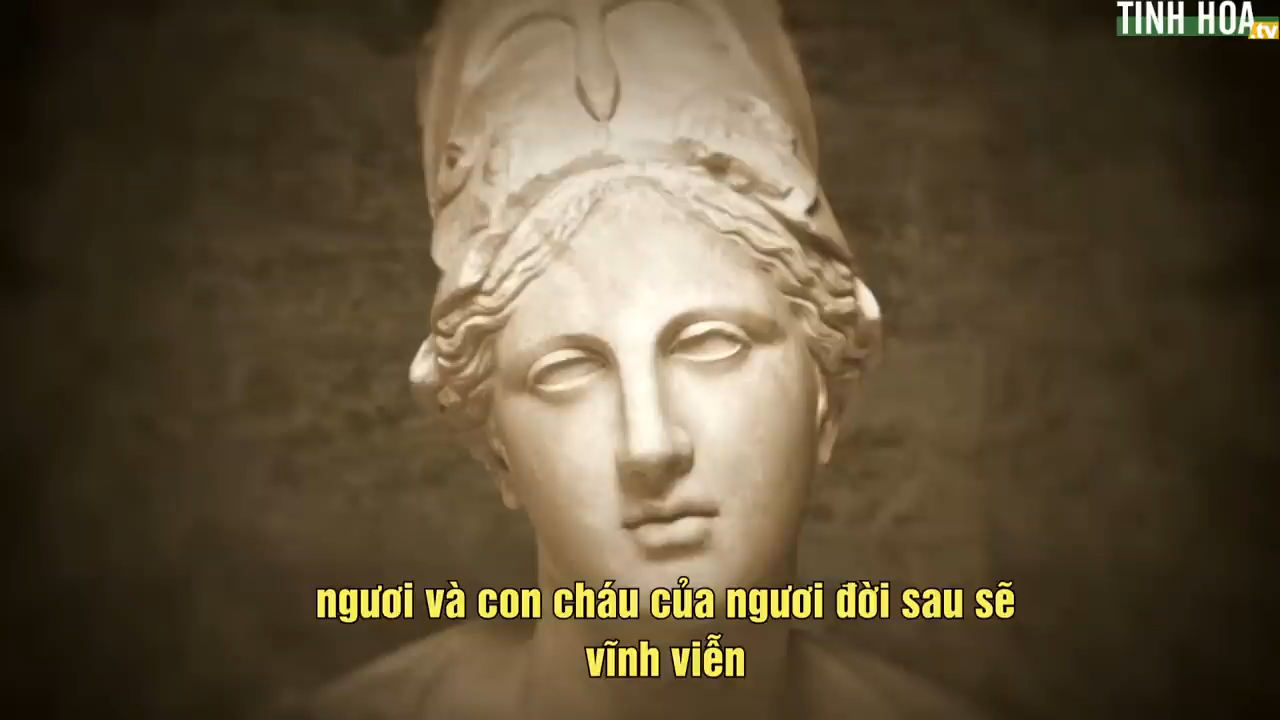 TINH HOA
.tv
ngươi và con cháu của ngươi đời sau sẽ
vĩnh viễn